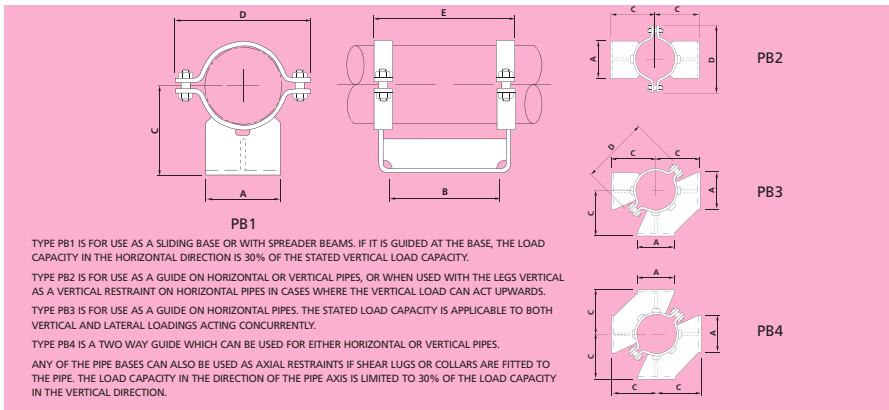 D
E
C
C
A
D
PB2
C
A
B
PB1
D
C
C
C
A
A
PB3
A
C
C
A
C
C
PB4
TYPE PB1 IS FOR USE AS A SLIDING BASE OR WITH SPREADER BEAMS. IF IT IS GUIDED AT THE BASE, THE LOAD
CAPACITY IN THE HORIZONTAL DIRECTION IS 30% OF THE STATED VERTICAL LOAD CAPACITY.
TYPE PB2 IS FOR USE AS A GUIDE ON HORIZONTAL OR VERTICAL PIPES, OR WHEN USED WITH THE LEGS VERTICAL
AS A VERTICAL RESTRAINT ON HORIZONTAL PIPES IN CASES WHERE THE VERTICAL LOAD CAN ACT UPWARDS.
TYPE PB3 IS FOR USE AS A GUIDE ON HORIZONTAL PIPES. THE STATED LOAD CAPACITY IS APPLICABLE TO BOTH
VERTICAL AND LATERAL LOADINGS ACTING CONCURRENTLY.
TYPE PB4 IS A TWO WAY GUIDE WHICH CAN BE USED FOR EITHER HORIZONTAL OR VERTICAL PIPES.
ANY OF THE PIPE BASES CAN ALSO BE USED AS AXIAL RESTRAINTS IF SHEAR LUGS OR COLLARS ARE FITTED TO
THE PIPE. THE LOAD CAPACITY IN THE DIRECTION OF THE PIPE AXIS IS LIMITED TO 30% OF THE LOAD CAPACITY
IN THE VERTICAL DIRECTION.